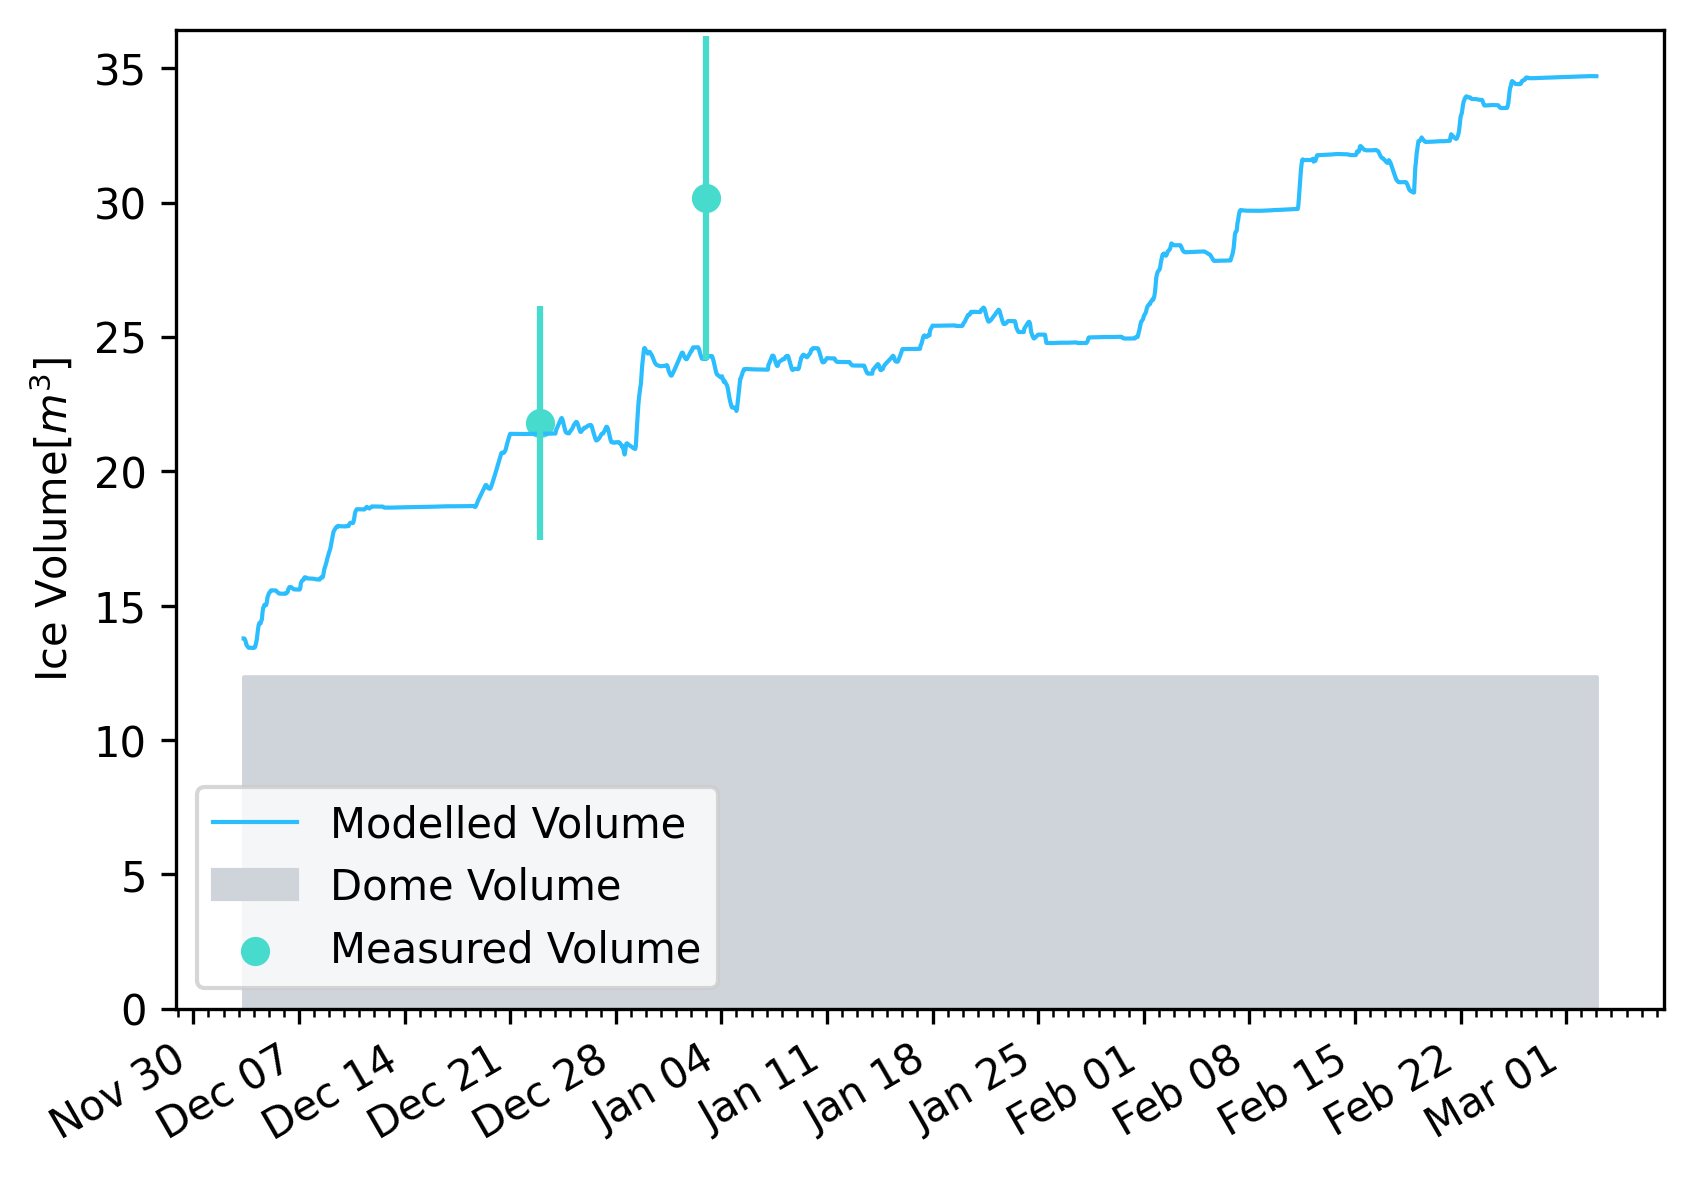 35
30
25
20
15
10
5
0
Ice Volume[m³]
Modelled Volume
Dome Volume
Measured Volume
Nov 30
Dec 07
Dec 14
Dec 21
Dec 28
Jan 04
Jan 11
Jan 18
Jan 25
Feb 01
Feb 08
Feb 15
Feb 22
Mar 01